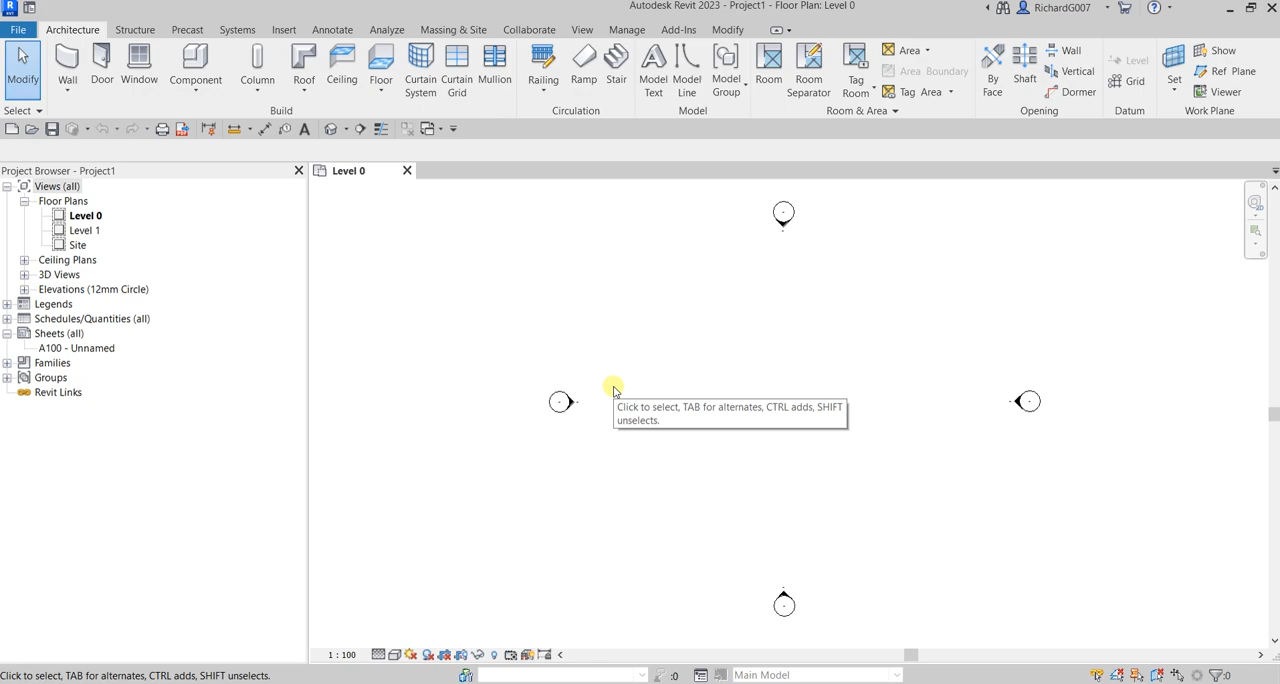 Autodesk Revit 2023 - Project1 - Floor Plan: Level 0
RichardG007
File Architecture Structure Precast Systems Insert Annotate Analyze Massing & Site Collaborate View Manage Add-Ins Modify
Modify Wall Door Window Component Column Roof Ceiling Floor Curtain System Curtain Grid Mullion Railing Ramp Stair Model Text Model Line Model Group Room Room Separator Tag Room Area Area Boundary Tag Area By Face Shaft Wall Vertical Dormer Level Grid Set Show Ref Plane Viewer
Select Build Circulation Model Room & Area Opening Datum Work Plane
Project Browser - Project1
Level 0
Views (all)
Floor Plans
Level 0
Level 1
Site
Ceiling Plans
3D Views
Elevations (12mm Circle)
Legends
Schedules/Quantities (all)
Sheets (all)
A100 - Unnamed
Families
Groups
Revit Links
Click to select, TAB for alternates, CTRL adds, SHIFT
unselects.
1 : 100
Click to select, TAB for alternates, CTRL adds, SHIFT unselects.
:0
Main Model
:0